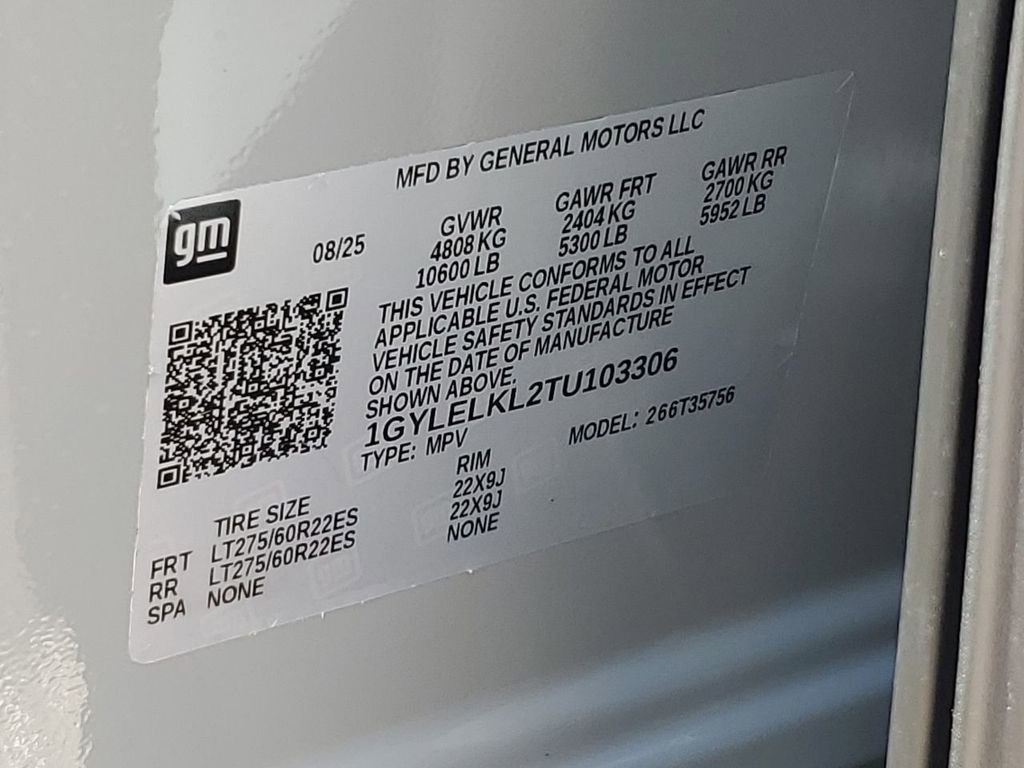 MFD BY GENERAL MOTORS LLC
gm
08/25
GVWR
4808 KG
10600 LB
GAWR FRT
2404 KG
5300 LB
GAWR RR
2700 KG
5952 LB
THIS VEHICLE CONFORMS TO ALL
APPLICABLE U.S. FEDERAL MOTOR
VEHICLE SAFETY STANDARDS IN EFFECT
ON THE DATE OF MANUFACTURE
SHOWN ABOVE.
1GYLELKL2TU103306
TYPE: MPV
MODEL: 266T35756
TIRE SIZE RIM
FRT LT275/60R22ES 22X9J
RR LT275/60R22ES 22X9J
SPA NONE NONE